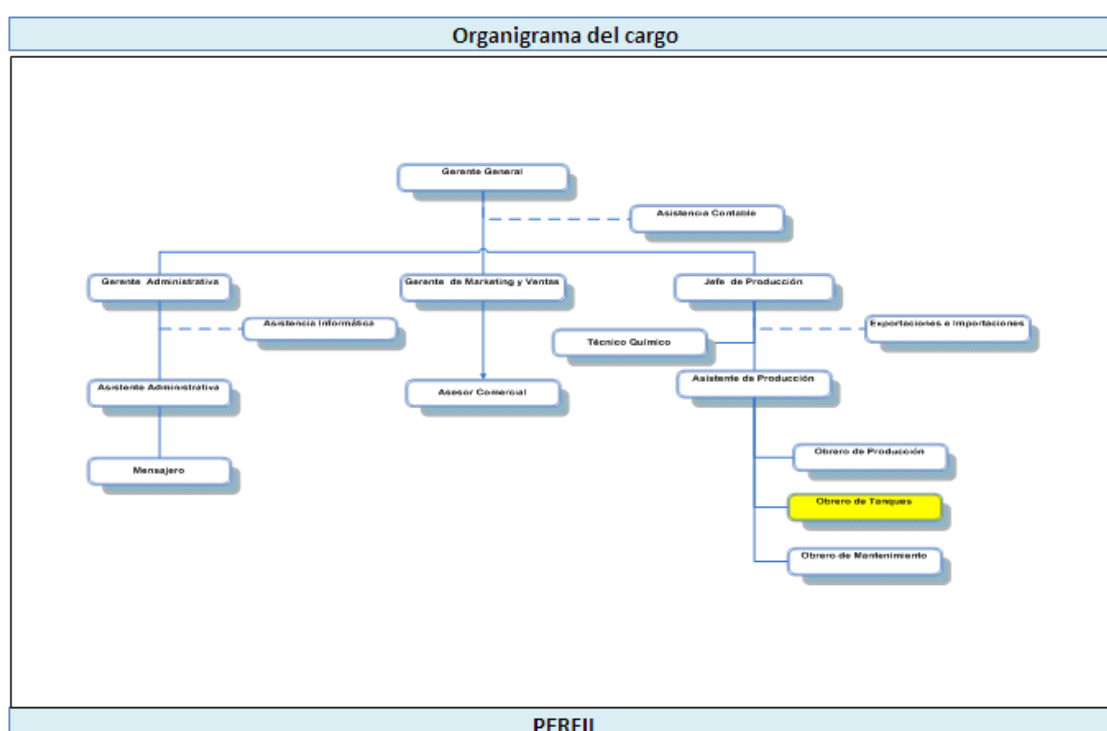 Organigrama del cargo
Gerente General
Asistencia Contable
Gerente Administrativa
Gerente de Marketing y Ventas
Jefe de Producción
Asistencia Informática
Exportaciones e Importaciones
Técnico Químico
Asistente Administrativa
Asesor Comercial
Asistente de Producción
Mensajero
Obrero de Producción
Obrero de Tanques
Obrero de Mantenimiento
PERFIL